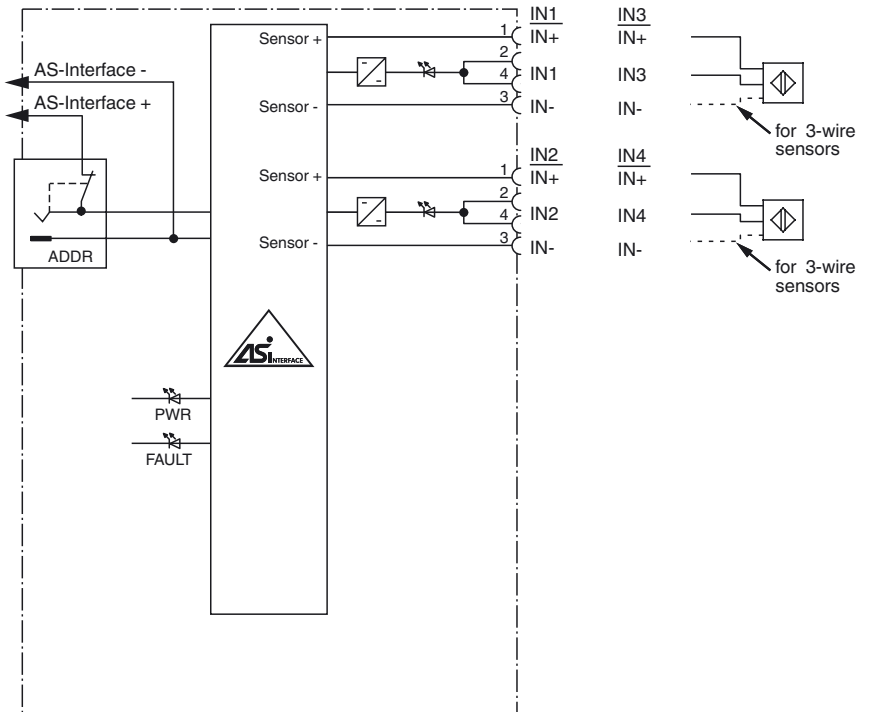 IN1 IN3
Sensor + 1 IN+ IN+
2
AS-Interface - 4 IN1 IN3
AS-Interface +
Sensor - 3 IN- IN-
for 3-wire
sensors
IN2 IN4
Sensor + 1 IN+ IN+
2
4 IN2 IN4
Sensor - 3 IN- IN-
ADDR
for 3-wire
sensors
ASi INTERFACE
PWR
FAULT